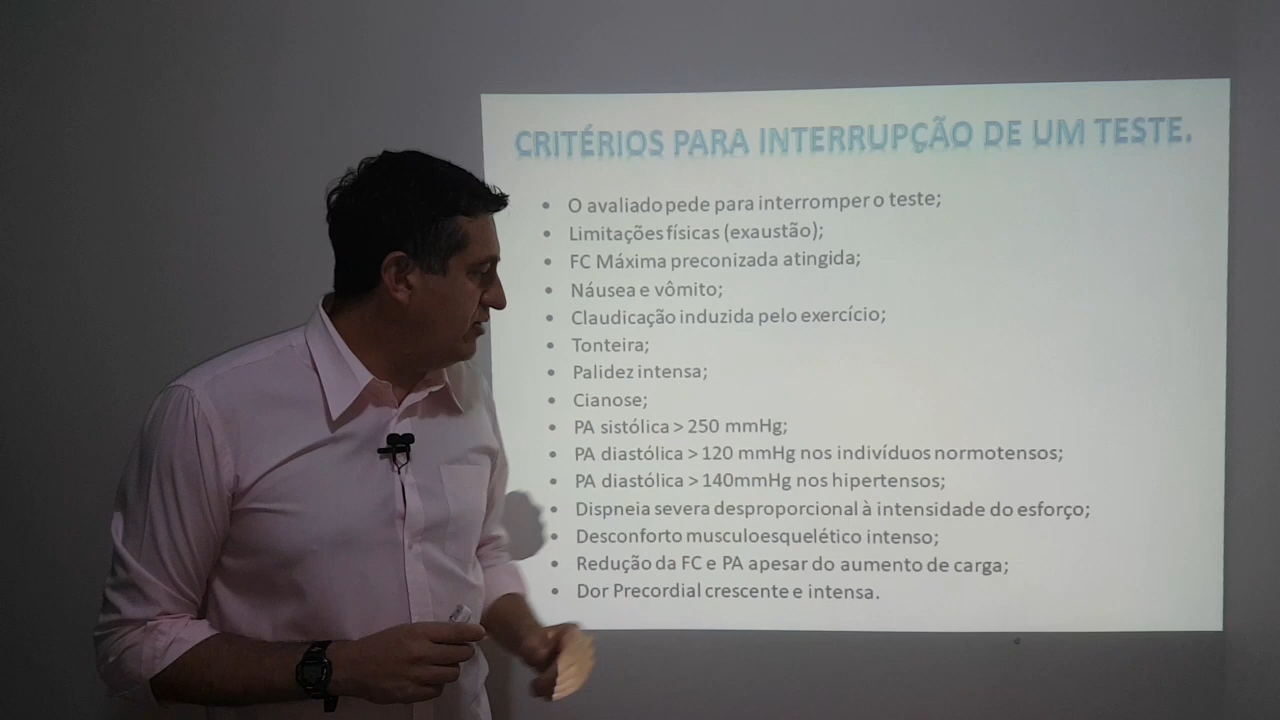 CRITÉRIOS PARA INTERRUPÇÃO DE UM TESTE.
• O avaliado pede para interromper o teste;
• Limitações físicas (exaustão);
• FC Máxima preconizada atingida;
• Náusea e vômito;
• Claudicação induzida pelo exercício;
• Tonteira;
• Palidez intensa;
• Cianose;
• PA sistólica > 250 mmHg;
• PA diastólica > 120 mmHg nos indivíduos normotensos;
• PA diastólica > 140mmHg nos hipertensos;
• Dispneia severa desproporcional à intensidade do esforço;
• Desconforto musculoesquelético intenso;
• Redução da FC e PA apesar do aumento de carga;
• Dor Precordial crescente e intensa.